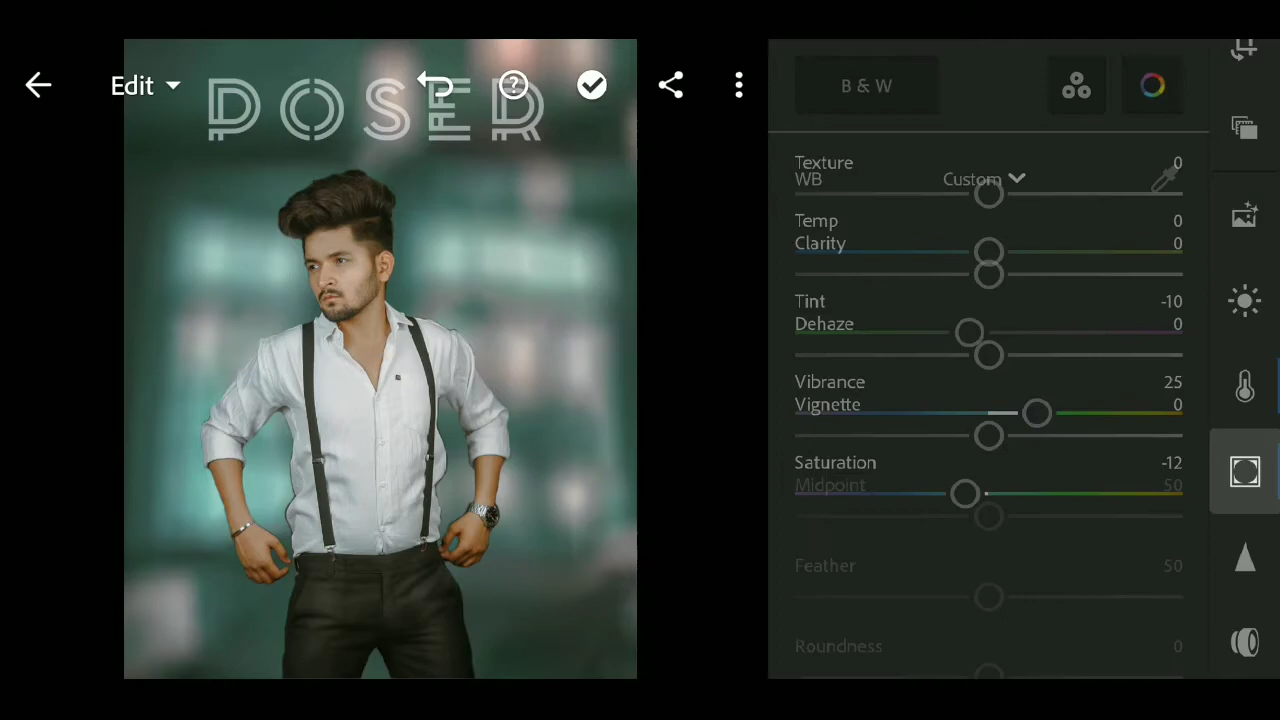 Edit
POSER
B & W
Texture 0
WB Custom
Temp 0
Clarity 0
Tint -10
Dehaze 0
Vibrance 25
Vignette 0
Saturation -12
Midpoint 50
Feather 50
Roundness 0